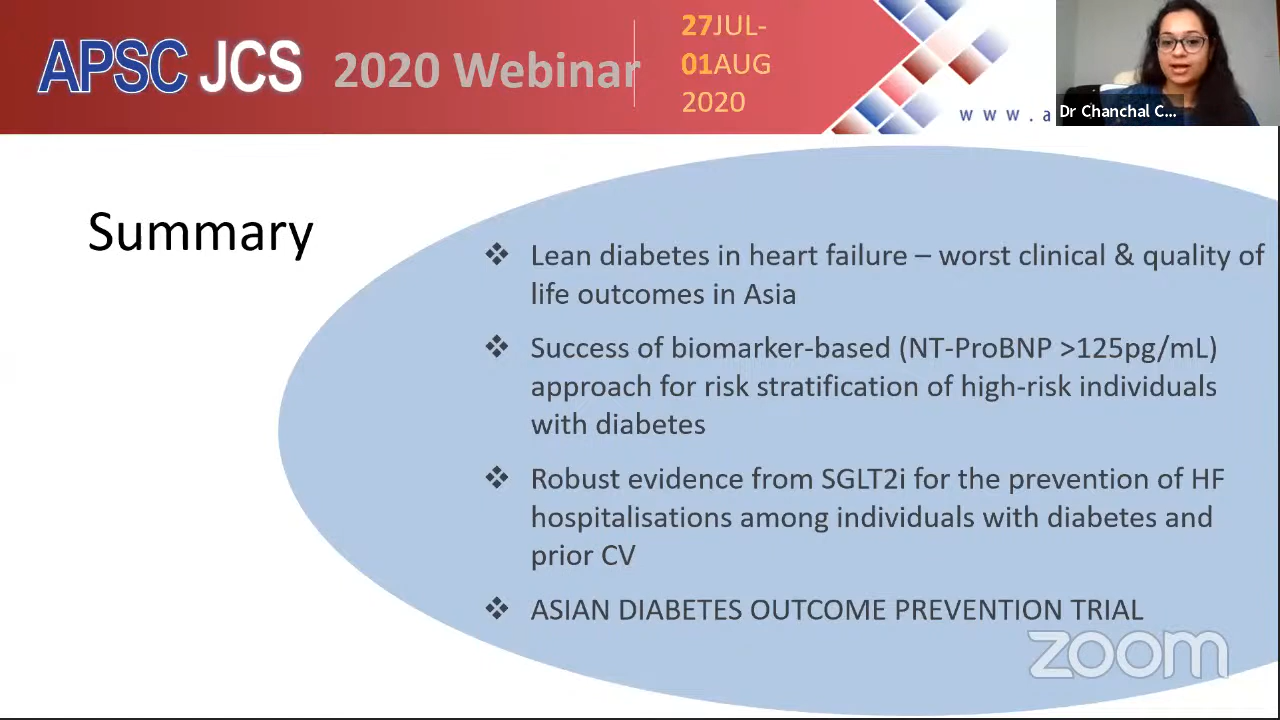 APSC JCS 2020 Webinar
27JUL-
01AUG
2020
www.a
Dr Chanchal C...
Summary
❖ Lean diabetes in heart failure – worst clinical & quality of
life outcomes in Asia
❖ Success of biomarker-based (NT-ProBNP >125pg/mL)
approach for risk stratification of high-risk individuals
with diabetes
❖ Robust evidence from SGLT2i for the prevention of HF
hospitalisations among individuals with diabetes and
prior CV
❖ ASIAN DIABETES OUTCOME PREVENTION TRIAL
zoom